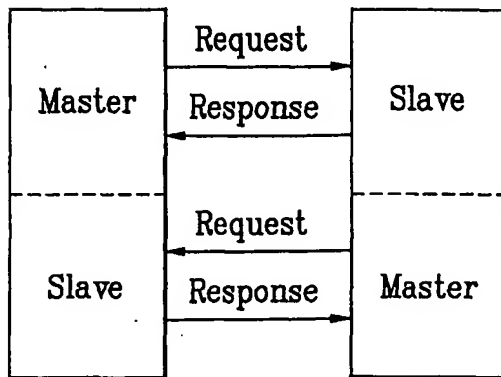 Request
Master
Slave
Response
Request
Slave
Response
Master